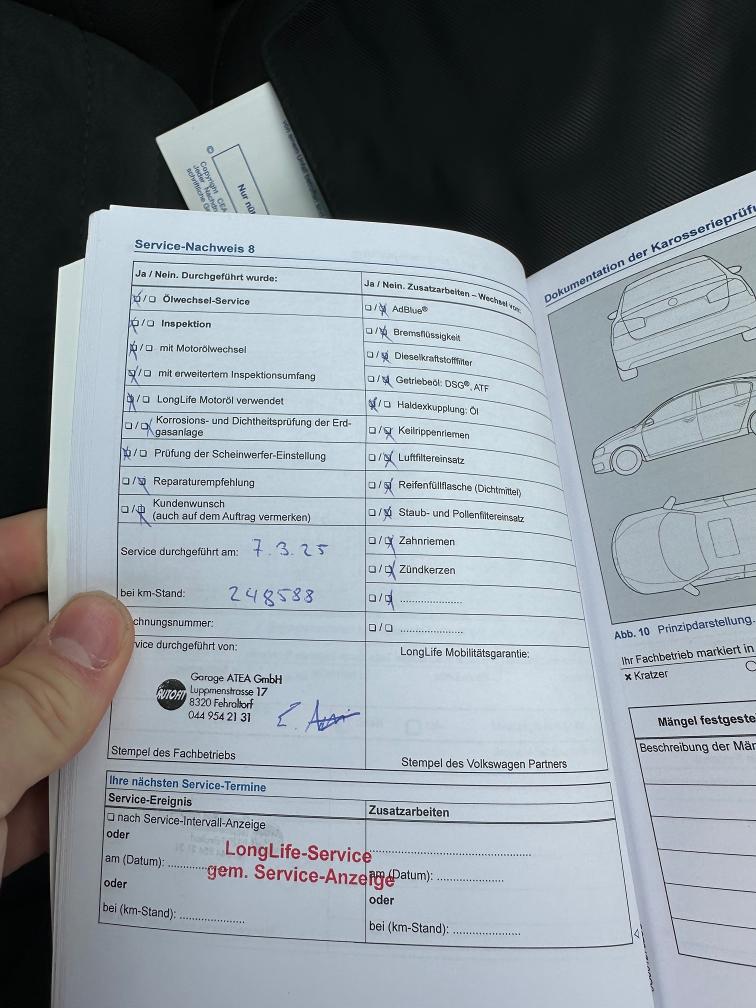 © 
Copyright CEA
Jeder Nachdru
schriftliche Ge
Nur nü
Service-Nachweis 8
Ja / Nein. Durchgeführt wurde:
☒/☐ Ölwechsel-Service
☒/☐ Inspektion
☒/☐ mit Motorölwechsel
☒/☐ mit erweitertem Inspektionsumfang
☒/☐ LongLife Motoröl verwendet
☐/☒ Korrosions- und Dichtheitsprüfung der Erd-
gasanlage
☒/☐ Prüfung der Scheinwerfer-Einstellung
☐/☒ Reparaturempfehlung
☐/☒ Kundenwunsch
(auch auf dem Auftrag vermerken)
Service durchgeführt am: 7.3.25
bei km-Stand: 248588
chnungsnummer:
vice durchgeführt von:
AUTOFIT
Garage ATEA GmbH
Luppmenstrasse 17
8320 Fehraltorf
044 954 21 31
Stempel des Fachbetriebs
Ja / Nein. Zusatzarbeiten – Wechsel von:
☐/☒ AdBlue®
☐/☒ Bremsflüssigkeit
☐/☒ Dieselkraftstofffilter
☐/☒ Getriebeöl: DSG®, ATF
☒/☐ Haldexkupplung: Öl
☐/☒ Keilrippenriemen
☐/☒ Luftfiltereinsatz
☐/☒ Reifenfüllflasche (Dichtmittel)
☐/☒ Staub- und Pollenfiltereinsatz
☐/☒ Zahnriemen
☐/☒ Zündkerzen
☐/☒ .....................
☐/☐ .....................
LongLife Mobilitätsgarantie:
Stempel des Volkswagen Partners
Ihre nächsten Service-Termine
Service-Ereignis
☐ nach Service-Intervall-Anzeige
oder
am (Datum): .....................
oder
bei (km-Stand): .....................
LongLife-Service
gem. Service-Anzeige
Zusatzarbeiten
..................................................
am (Datum): .....................
oder
bei (km-Stand): .....................
Dokumentation der Karosserieprüf
Abb. 10 Prinzipdarstellung.
Ihr Fachbetrieb markiert in
× Kratzer
Mängel festgeste
Beschreibung der Män